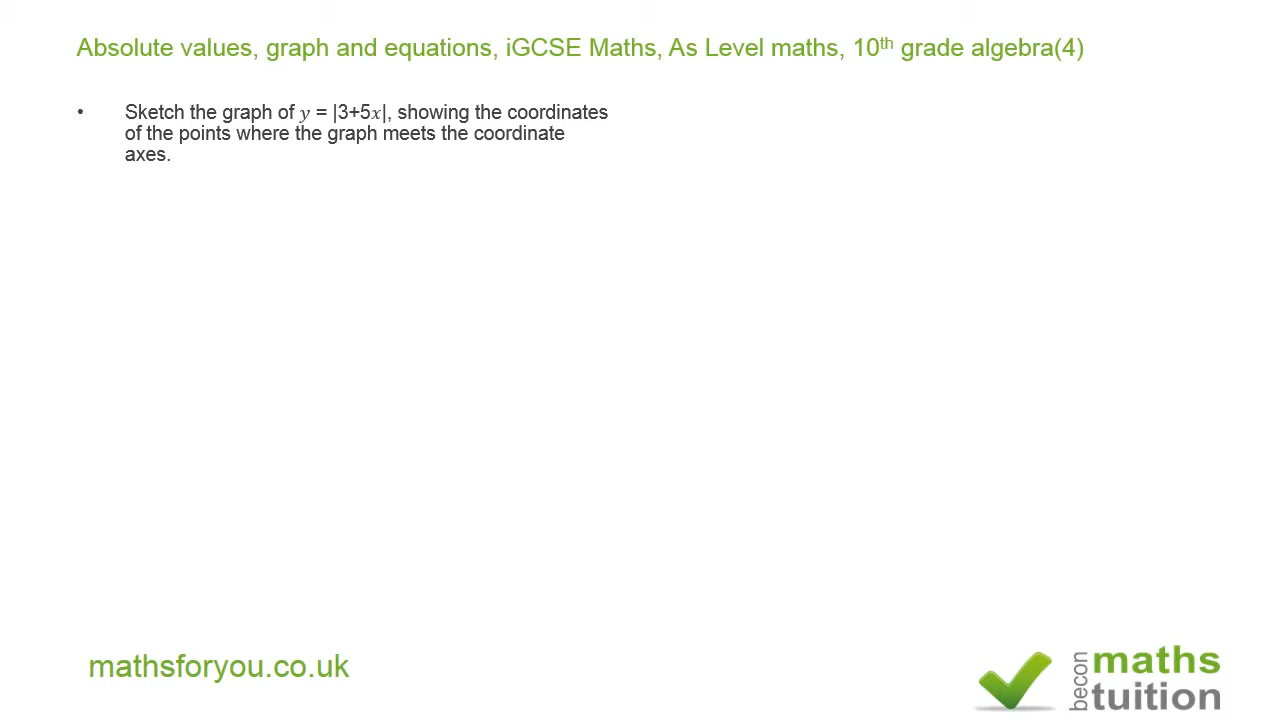 Absolute values, graph and equations, iGCSE Maths, As Level maths, 10th grade algebra(4)
• Sketch the graph of y = |3+5x|, showing the coordinates
of the points where the graph meets the coordinate
axes.
mathsforyou.co.uk
becon
maths
tuition